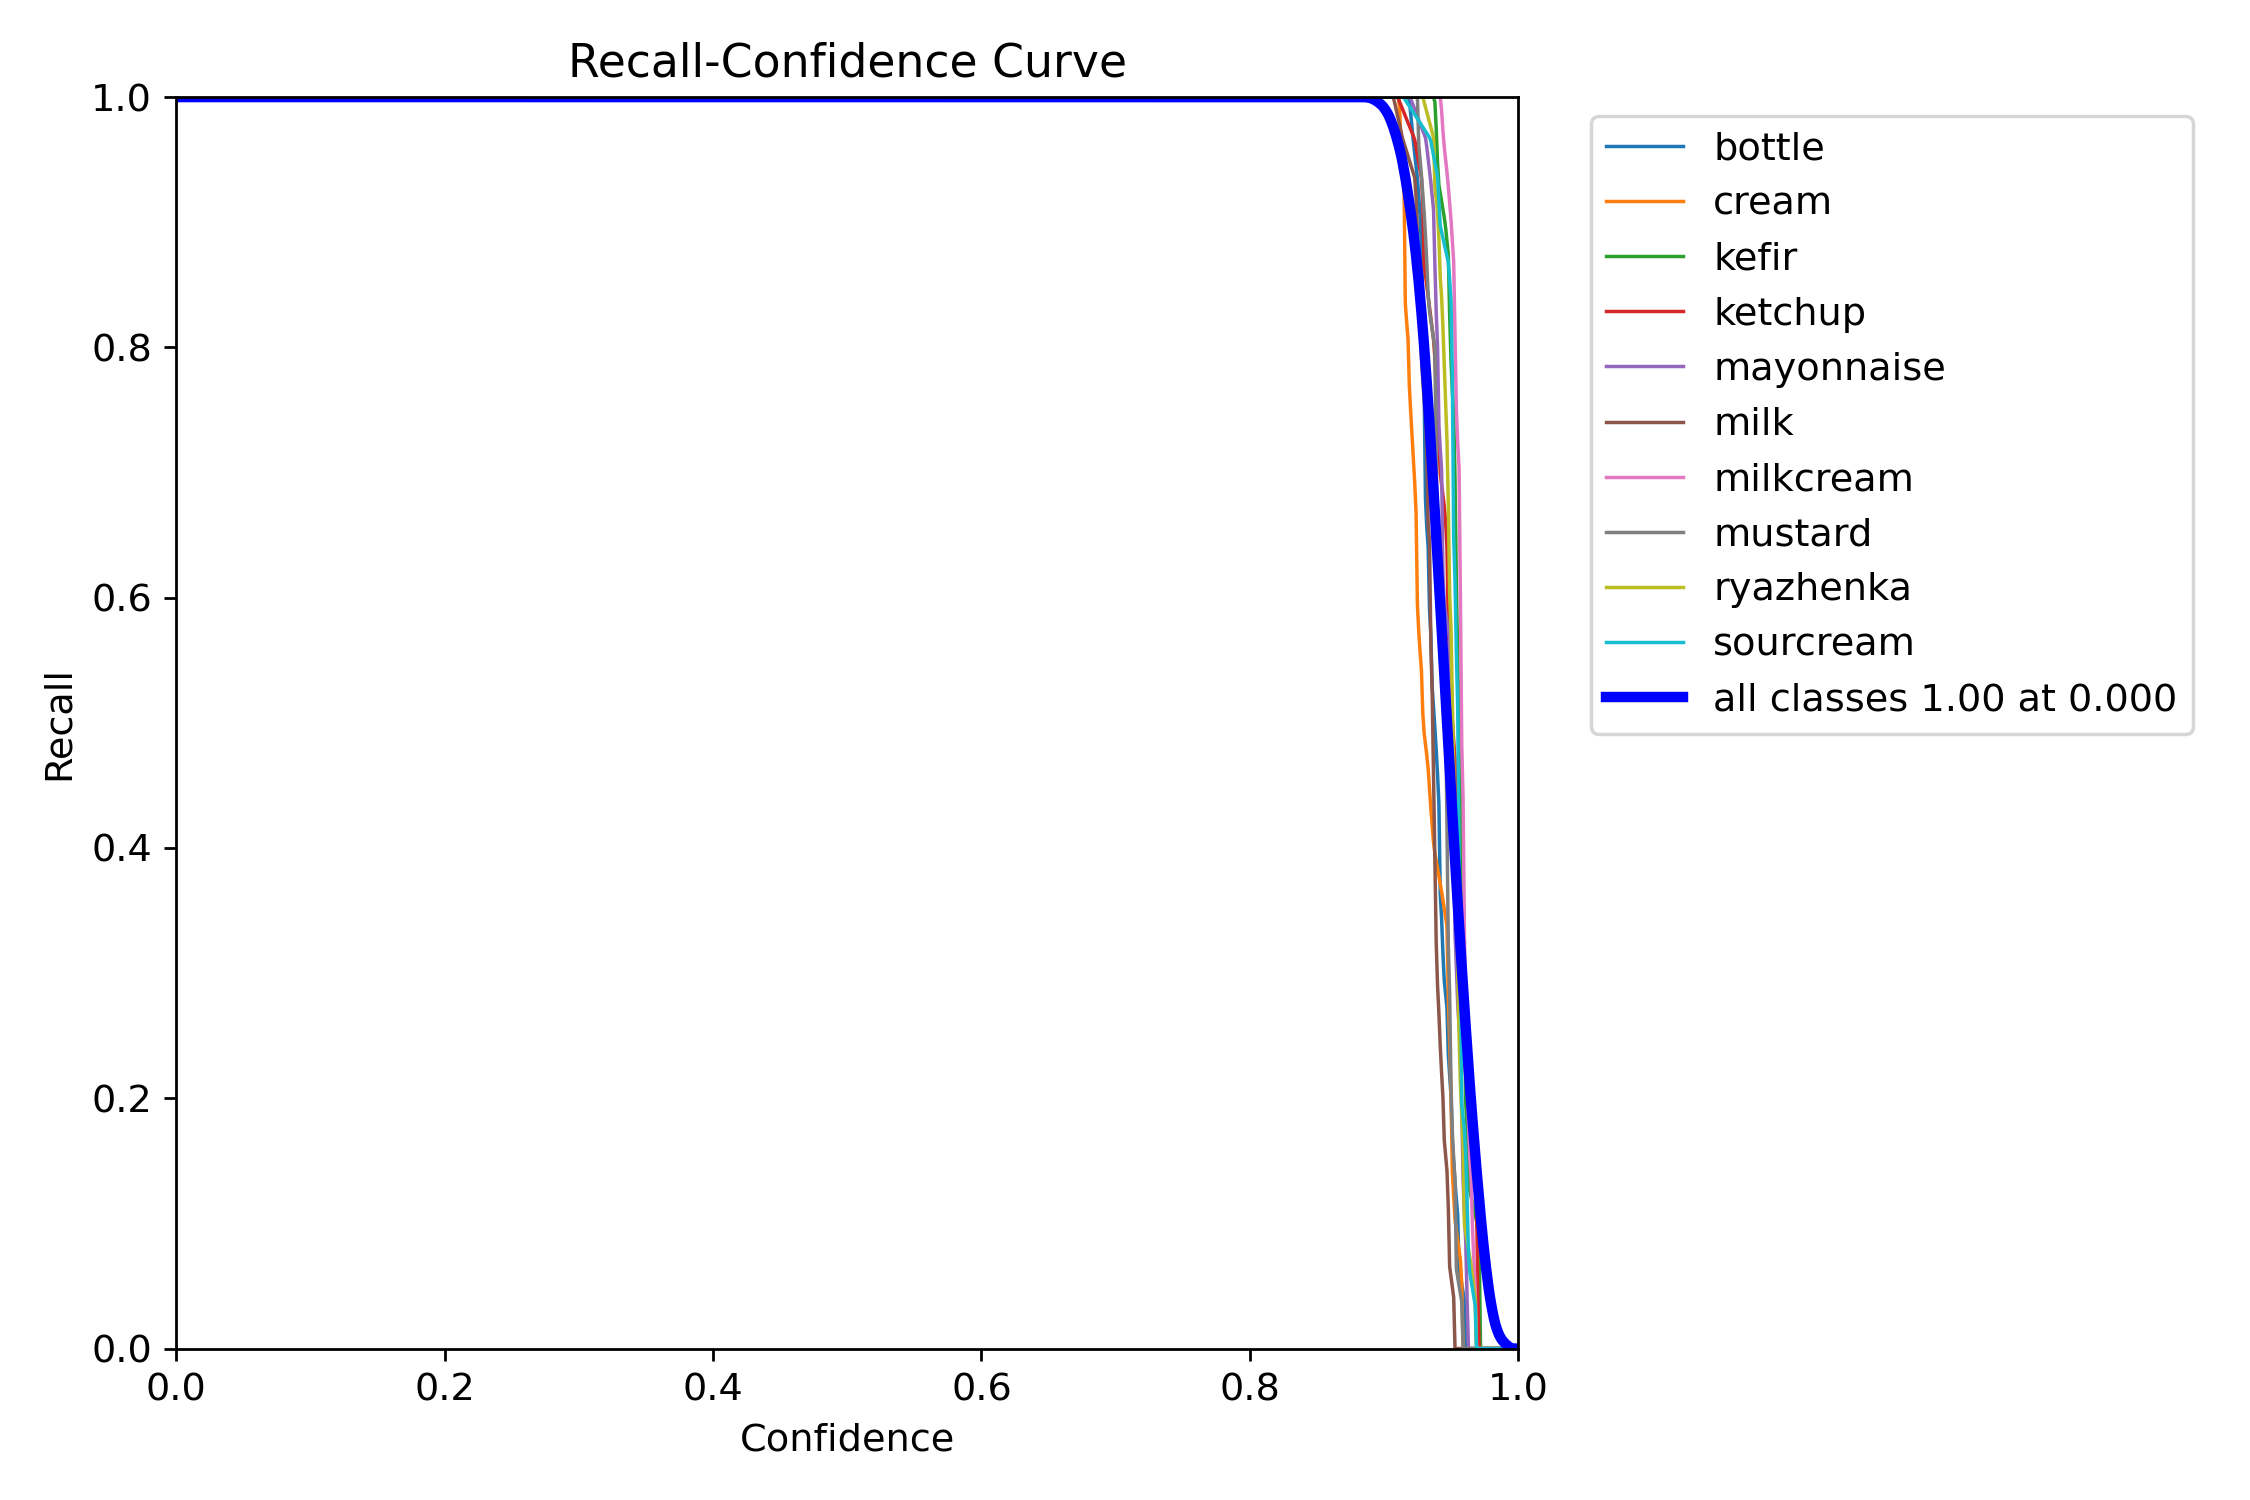 Recall-Confidence Curve
1.0
0.8
0.6
0.4
0.2
0.0
Recall
0.0 0.2 0.4 0.6 0.8 1.0
Confidence
bottle
cream
kefir
ketchup
mayonnaise
milk
milkcream
mustard
ryazhenka
sourcream
all classes 1.00 at 0.000